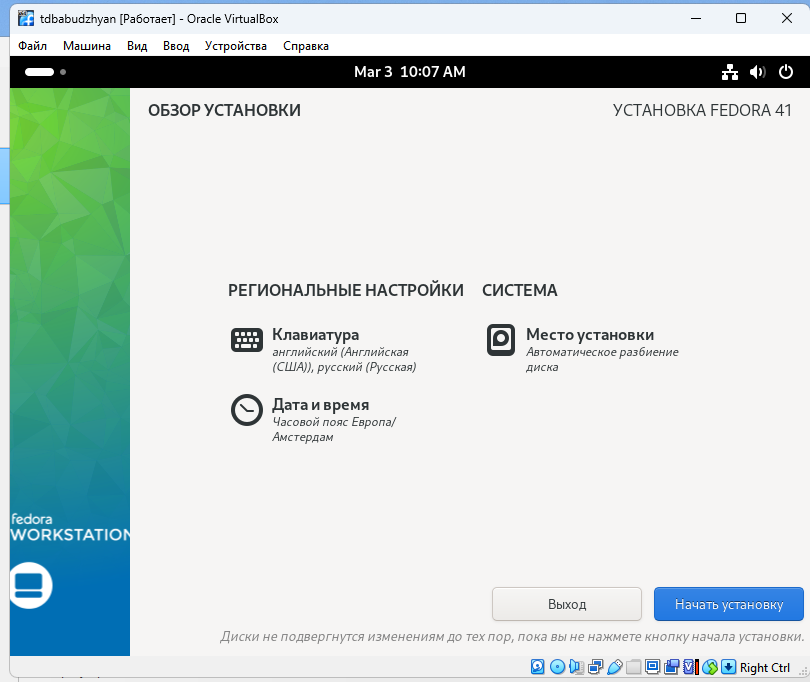 tdbabudzhyan [Работает] - Oracle VirtualBox
Файл Машина Вид Ввод Устройства Справка
Mar 3 10:07 AM
ОБЗОР УСТАНОВКИ
УСТАНОВКА FEDORA 41
РЕГИОНАЛЬНЫЕ НАСТРОЙКИ
Клавиатура
английский (Английская
(США)), русский (Русская)
Дата и время
Часовой пояс Европа/
Амстердам
СИСТЕМА
Место установки
Автоматическое разбиение
диска
fedora
WORKSTATION
Выход
Начать установку
Диски не подвергнутся изменениям до тех пор, пока вы не нажмете кнопку начала установки.
Right Ctrl